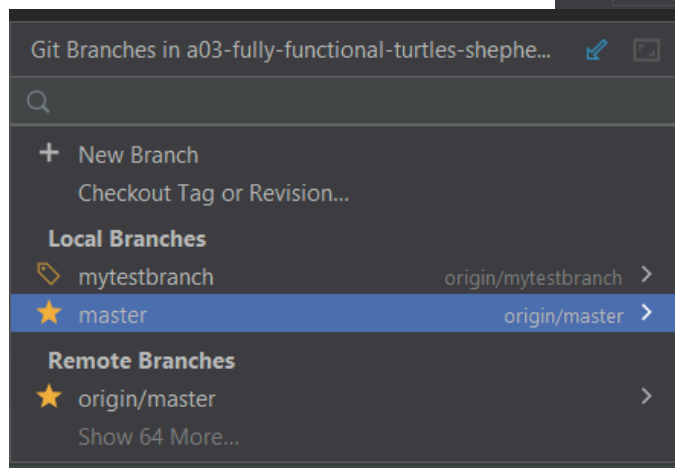 Git Branches in a03-fully-functional-turtles-shephe...
New Branch
Checkout Tag or Revision...
Local Branches
mytestbranch origin/mytestbranch
master origin/master
Remote Branches
origin/master
Show 64 More...